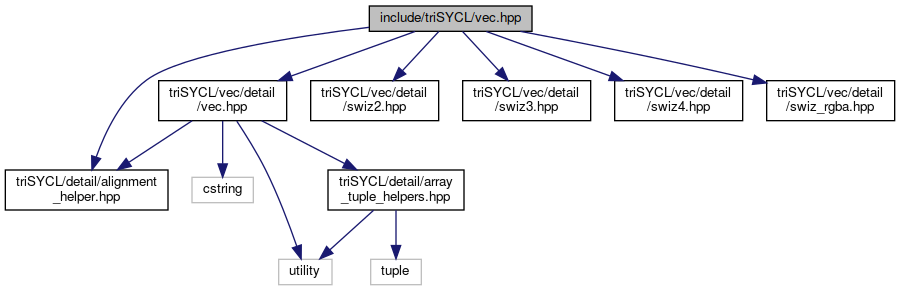 include/triSYCL/vec.hpp
triSYCL/vec/detail
/vec.hpp
triSYCL/vec/detail
/swiz2.hpp
triSYCL/vec/detail
/swiz3.hpp
triSYCL/vec/detail
/swiz4.hpp
triSYCL/vec/detail
/swiz_rgba.hpp
triSYCL/detail/alignment
_helper.hpp
cstring
triSYCL/detail/array
_tuple_helpers.hpp
utility
tuple